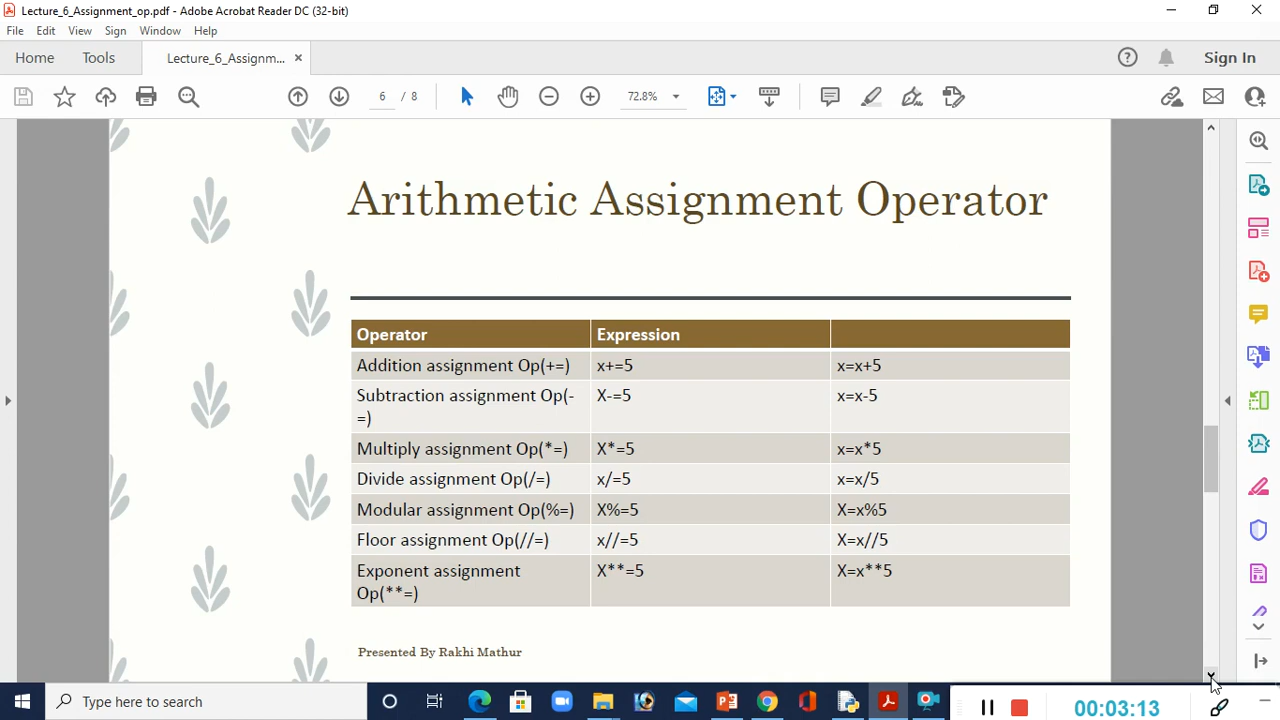 Lecture_6_Assignment_op.pdf - Adobe Acrobat Reader DC (32-bit)
File Edit View Sign Window Help
Home Tools Lecture_6_Assignm... × Sign In
6 / 8 72.8%
Arithmetic Assignment Operator
Operator Expression
Addition assignment Op(+=) x+=5 x=x+5
Subtraction assignment Op(- X-=5 x=x-5
=)
Multiply assignment Op(*=) X*=5 x=x*5
Divide assignment Op(/=) x/=5 x=x/5
Modular assignment Op(%=) X%=5 X=x%5
Floor assignment Op(//=) x//=5 X=x//5
Exponent assignment X**=5 X=x**5
Op(**=)
Presented By Rakhi Mathur
Type here to search
00:03:13